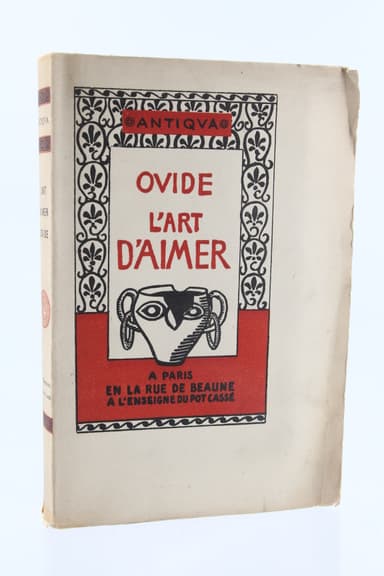 ANTIQVA
OVIDE
L'ART
D'AIMER
A PARIS
EN LA RUE DE BEAUNE
A L'ENSEIGNE DU POT CASSÉ